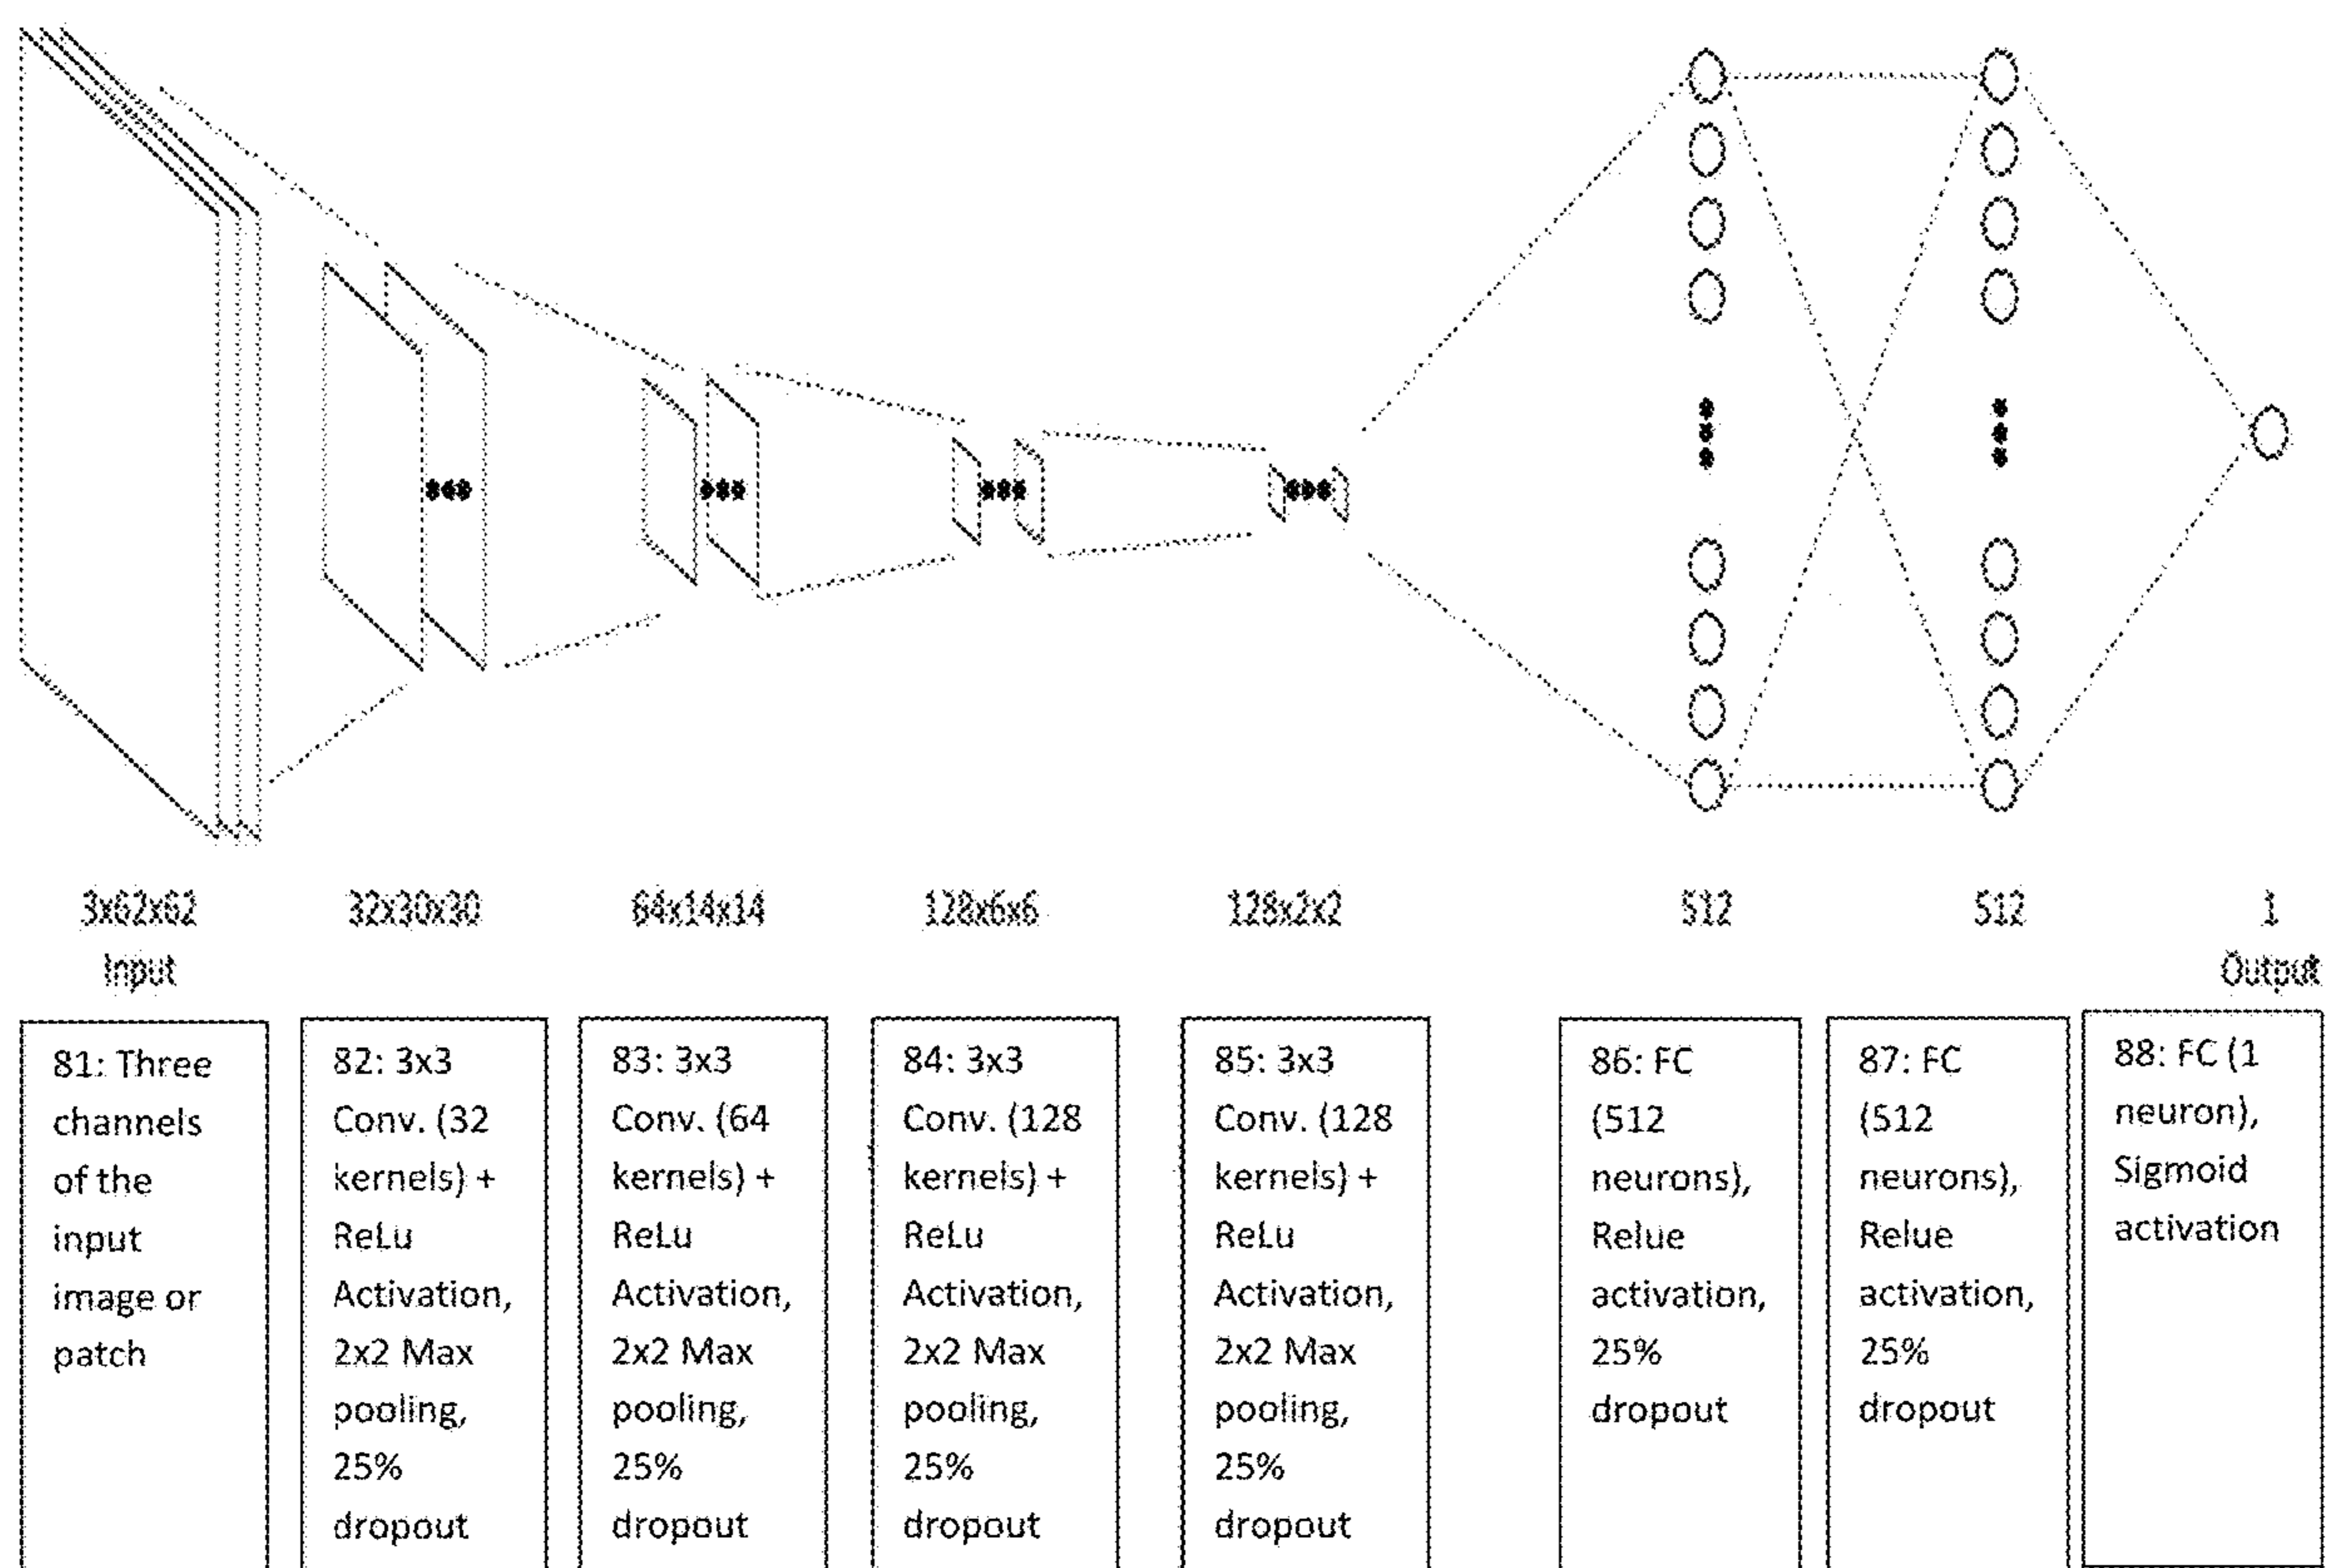 3x62x62
32x30x30
64x14x14
128x6x6
128x2x2
512
512
1
Input
Output
81: Three
channels
of the
input
image or
patch
82: 3x3
Conv. (32
kernels) +
ReLu
Activation,
2x2 Max
pooling,
25%
dropout
83: 3x3
Conv. (64
kernels) +
ReLu
Activation,
2x2 Max
pooling,
25%
dropout
84: 3x3
Conv. (128
kernels) +
ReLu
Activation,
2x2 Max
pooling,
25%
dropout
85: 3x3
Conv. (128
kernels) +
ReLu
Activation,
2x2 Max
pooling,
25%
dropout
86: FC
(512
neurons),
Relue
activation,
25%
dropout
87: FC
(512
neurons),
Relue
activation,
25%
dropout
88: FC (1
neuron),
Sigmoid
activation